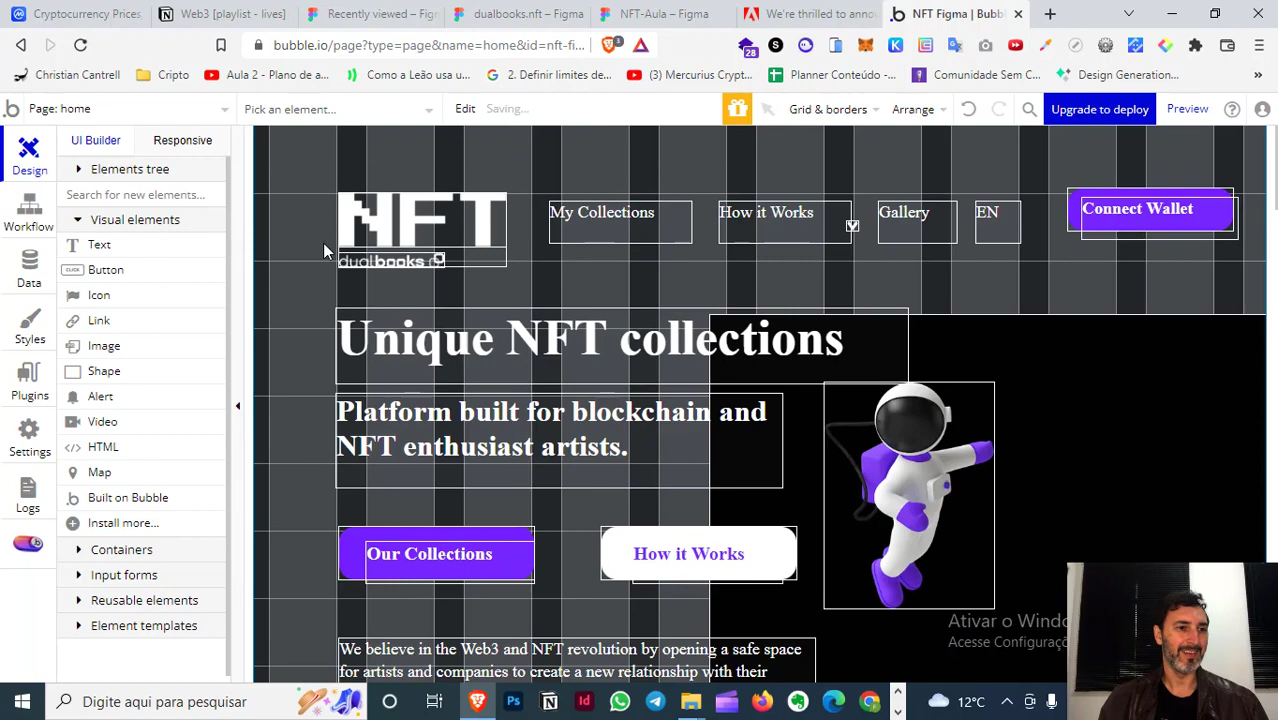 Cryptocurrency Prices,
Web3 [playlist - lives]
Recently viewed – Fig
dualbooks.nft – Figma
NFT-Aula – Figma
We're thrilled to anno
NFT Figma | Bubbl
bubble.io/page?type=page&name=home&id=nft-fi...
3
28
Christian Cantrell
Cripto
Aula 2 - Plano de a...
Como a Leão usa u...
2. Definir limites de...
(3) Mercurius Crypt...
Planner Conteúdo -...
Comunidade Sem C...
Design Generation...
Page: home
Pick an element...
Edit
Saving...
Grid & borders
Arrange
Upgrade to deploy
Preview
UI Builder
Responsive
Design
Workflow
Data
Styles
Plugins
Settings
Logs
Elements tree
Search for new elements...
Visual elements
Text
CLICK
Button
Icon
Link
Image
Shape
Alert
Video
HTML
Map
Built on Bubble
Install more...
Containers
Input forms
Reusable elements
Element templates
NFT
dualbooks
My Collections
How it Works
Gallery
EN
Connect Wallet
Unique NFT collections
Platform built for blockchain and
NFT enthusiast artists.
Our Collections
How it Works
We believe in the Web3 and NFT revolution by opening a safe space
for artists and companies to create a new relationship with their
Ativar o Windo
Acesse Configuraçõ
Digite aqui para pesquisar
12°C